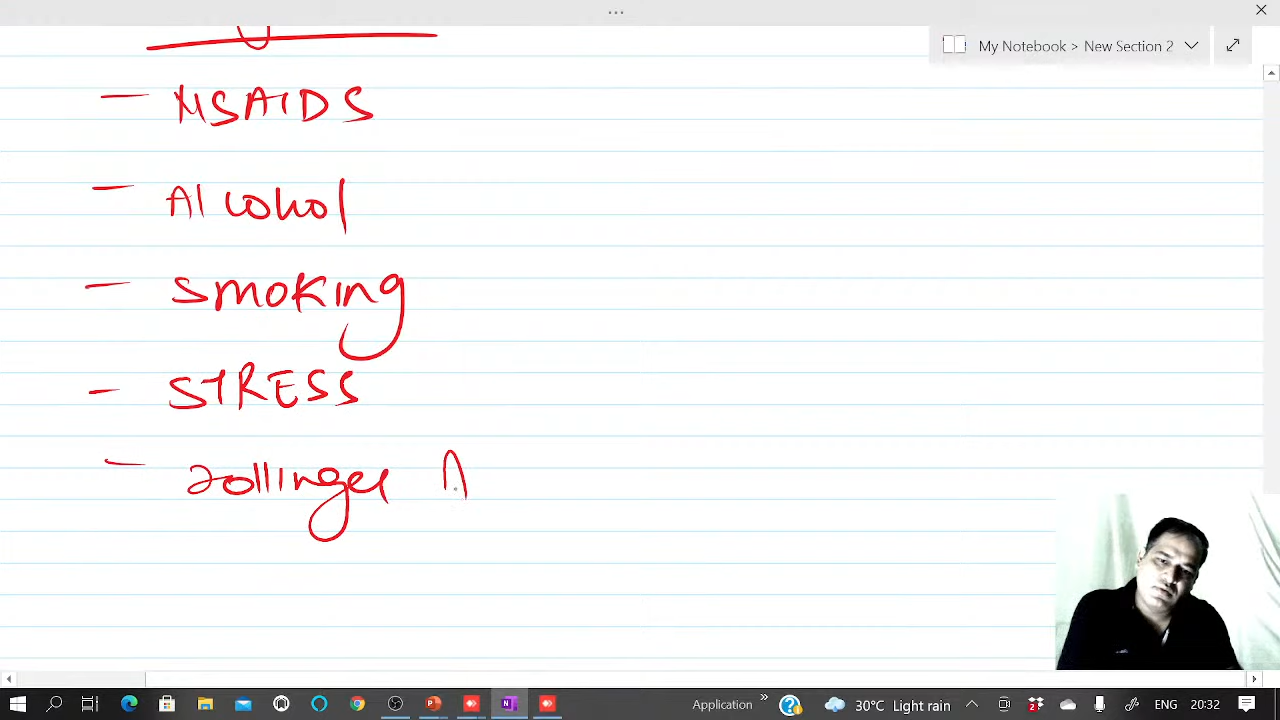 My Notebook > New Section 2
- NSAIDS
- Alcohol
- Smoking
- STRESS
- Zollinger
Application
30°C Light rain
ENG
20:32